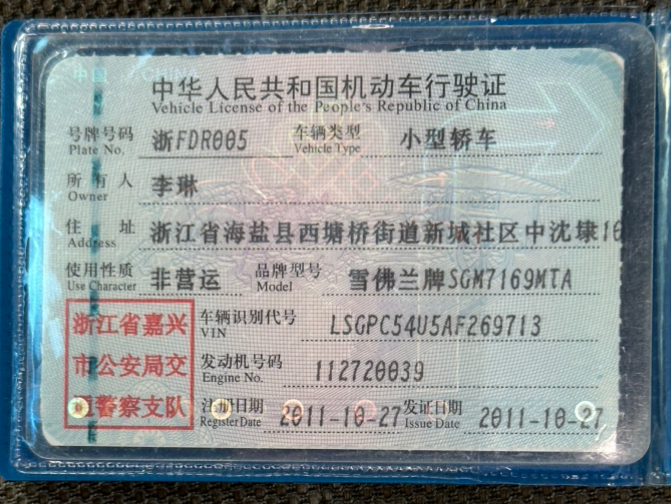 中国 CHINA
中华人民共和国机动车行驶证
Vehicle License of the People's Republic of China
号牌号码 浙FDR005 车辆类型 小型轿车
Plate No. Vehicle Type
所有人 李琳
Owner
住址 浙江省海盐县西塘桥街道新城社区中沈埭16
Address
使用性质 非营运 品牌型号 雪佛兰牌SGM7169MTA
Use Character Model
浙江省嘉兴 车辆识别代号 LSGPC54U5AF269713
VIN
市公安局交 发动机号码 112720039
Engine No.
通警察支队 注册日期 2011-10-27 发证日期 2011-10-27
Register Date Issue Date